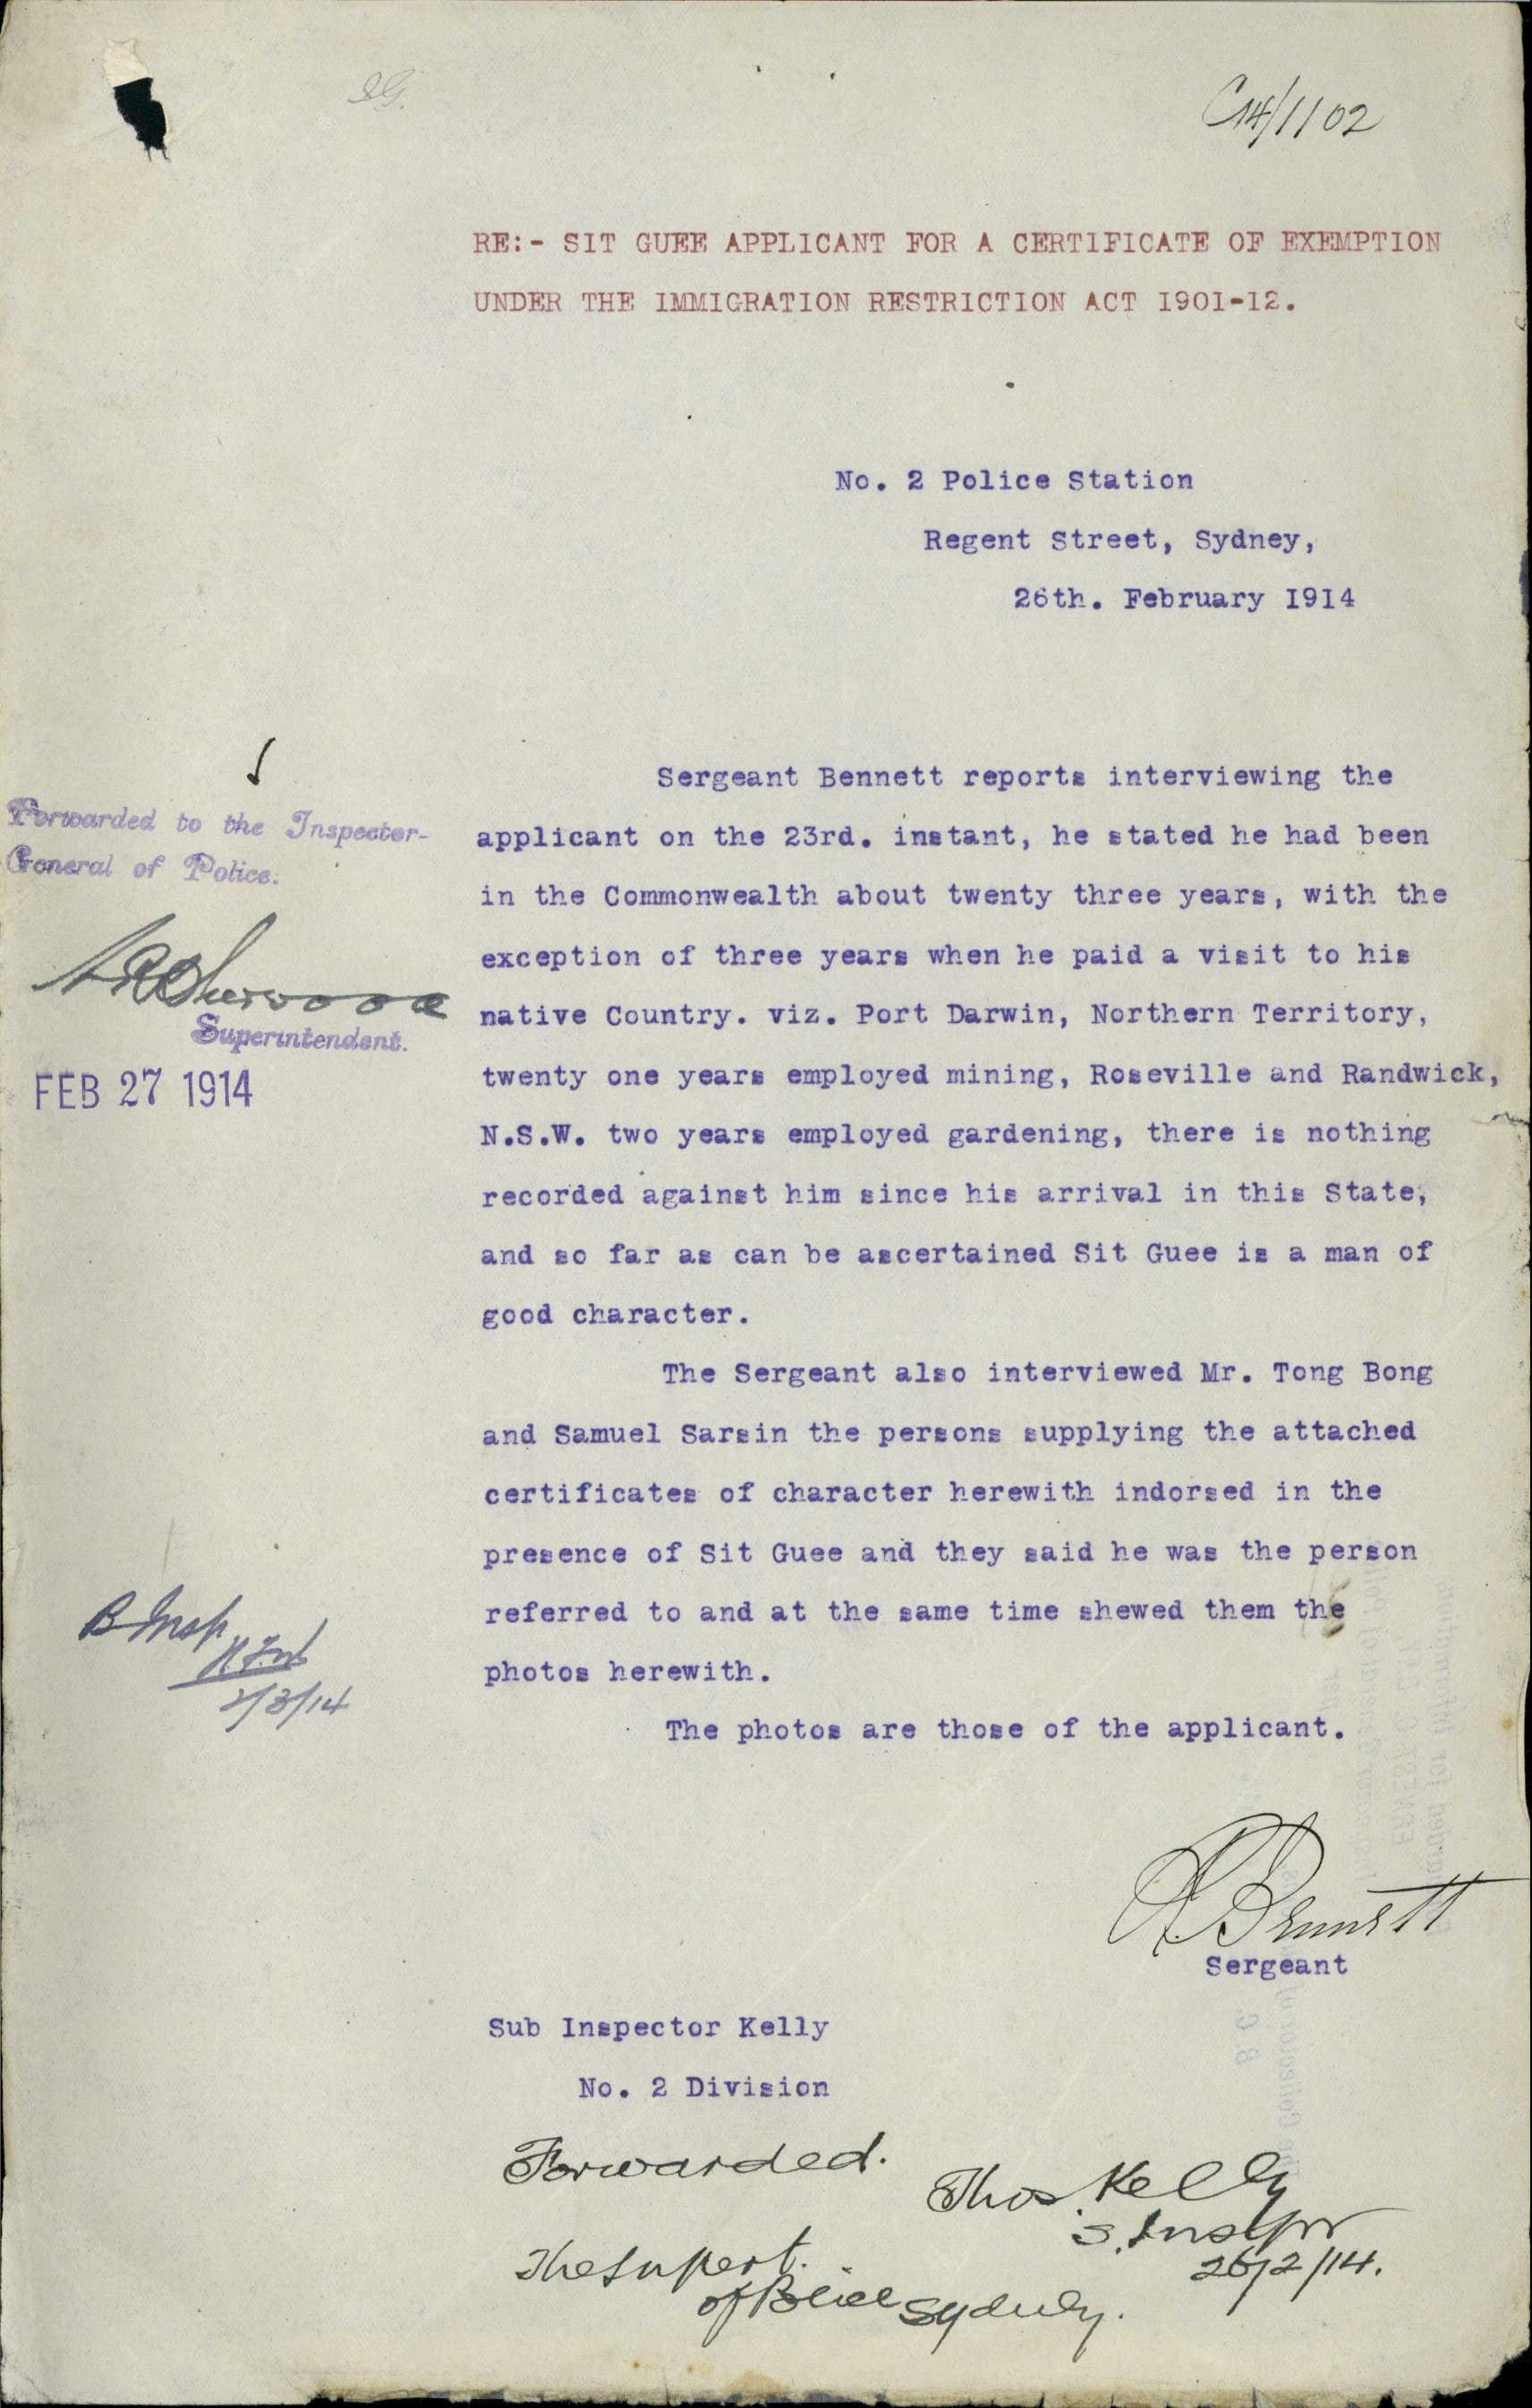 C14/1102
RE:- SIT GUEE APPLICANT FOR A CERTIFICATE OF EXEMPTION
UNDER THE IMMIGRATION RESTRICTION ACT I90I-12.
No. 2 Police Station
Regent Street, Sydney,
26th. February I9I4
Sergeant Bennett reports interviewing the
applicant on the 23rd. instant, he stated he had been
in the Commonwealth about twenty three years, with the
exception of three years when he paid a visit to his
native Country. viz. Port Darwin, Northern Territory,
twenty one years employed mining, Roseville and Randwick,
N.S.W. two years employed gardening, there is nothing
recorded against him since his arrival in this State,
and so far as can be ascertained Sit Guee is a man of
good character.
The Sergeant also interviewed Mr. Tong Bong
and Samuel Sarsin the persons supplying the attached
certificates of character herewith indorsed in the
presence of Sit Guee and they said he was the person
referred to and at the same time shewed them the
photos herewith.
The photos are those of the applicant.
Bennett
Sergeant
Forwarded to the Inspector-
General of Police.
Sherwood
Superintendent.
FEB 27 1914
B Insp
2/3/14
Sub Inspector Kelly
No. 2 Division
Forwarded.
Thos. Kelly
S. Inspr
26/2/14.
The Supert.
of Police Sydney.